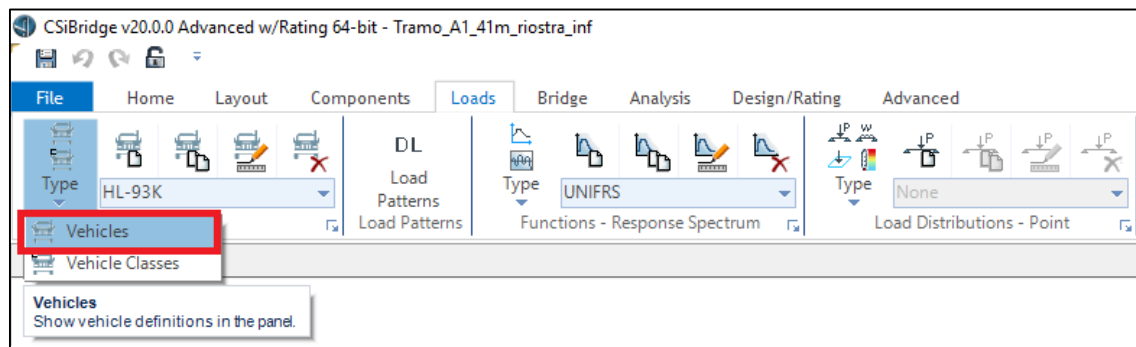 CSiBridge v20.0.0 Advanced w/Rating 64-bit - Tramo_A1_41m_riostra_inf
File Home Layout Components Loads Bridge Analysis Design/Rating Advanced
Type
HL-93K
DL
Load
Patterns
Load Patterns
Type
UNIFRS
Functions - Response Spectrum
P W
Type
P P P P
None
Load Distributions - Point
Vehicles
Vehicle Classes
Vehicles
Show vehicle definitions in the panel.